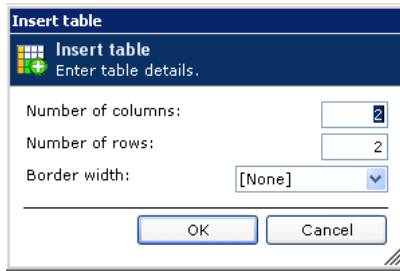 Insert table
Insert table
Enter table details.
Number of columns: 2
Number of rows: 2
Border width: [None]
OK Cancel